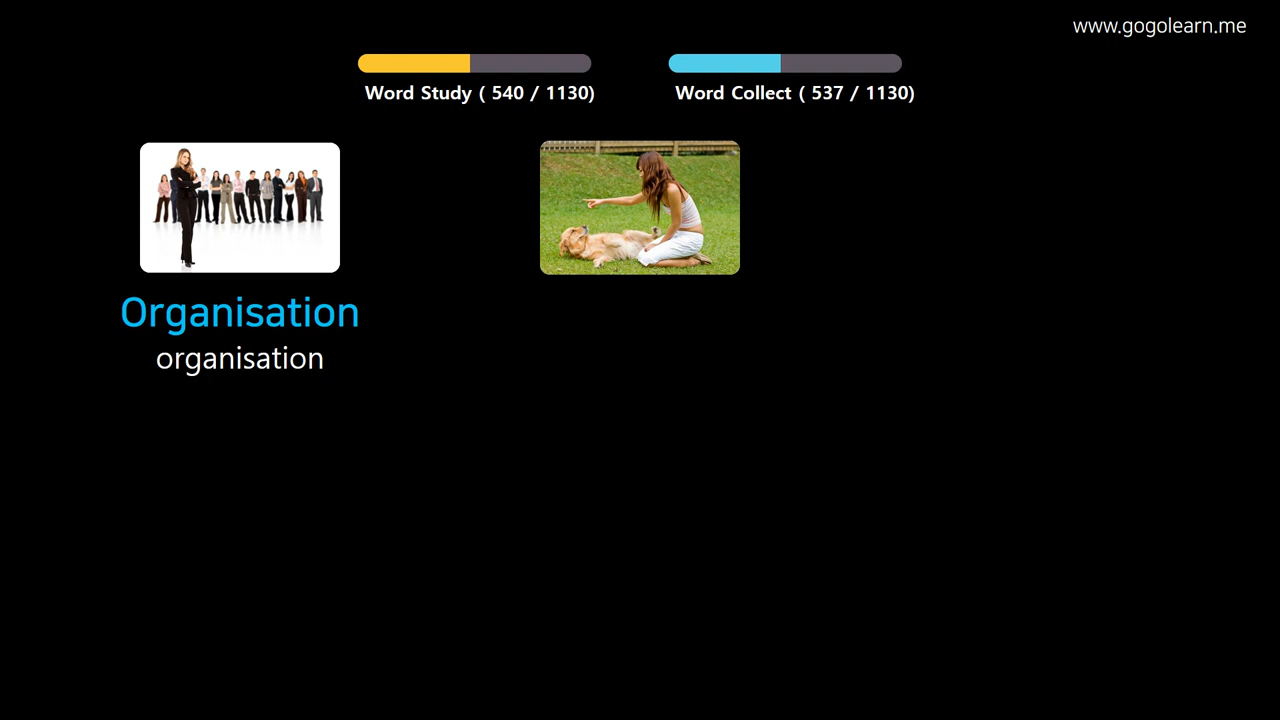 www.gogolearn.me
Word Study ( 540 / 1130)
Word Collect ( 537 / 1130)
Organisation
organisation